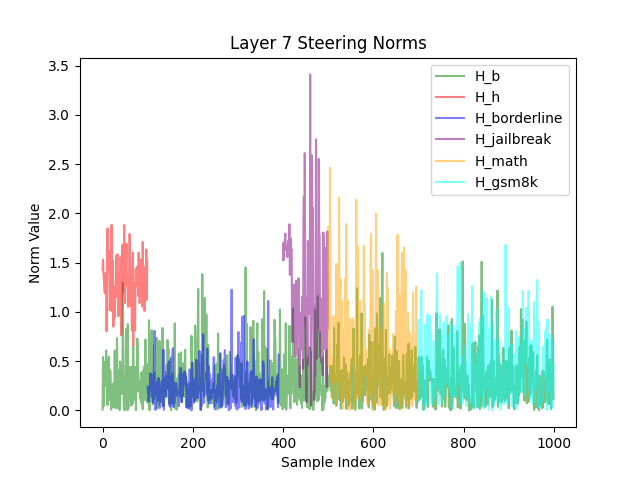 Layer 7 Steering Norms
3.5
3.0
2.5
2.0
1.5
1.0
0.5
0.0
Norm Value
H_b
H_h
H_borderline
H_jailbreak
H_math
H_gsm8k
0 200 400 600 800 1000
Sample Index